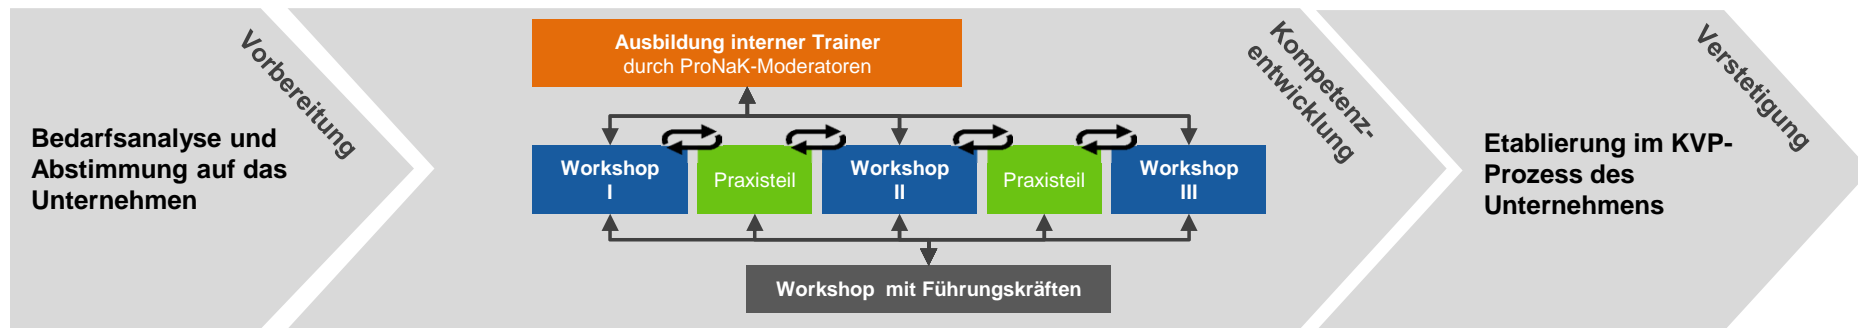 Vorbereitung
Bedarfsanalyse und
Abstimmung auf das
Unternehmen
Ausbildung interner Trainer
durch ProNaK-Moderatoren
Workshop
I
Praxisteil
Workshop
II
Praxisteil
Workshop
III
Workshop mit Führungskräften
Kompetenz-
entwicklung
Etablierung im KVP-
Prozess des
Unternehmens
Verstetigung